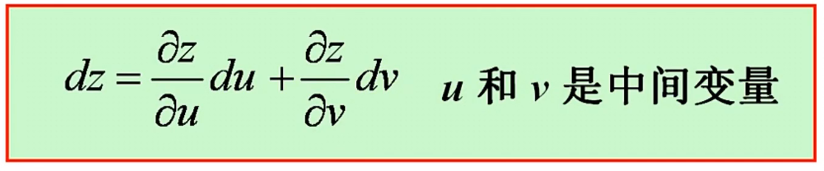 dz = ∂z/∂u du + ∂z/∂v dv u 和 v 是中间变量